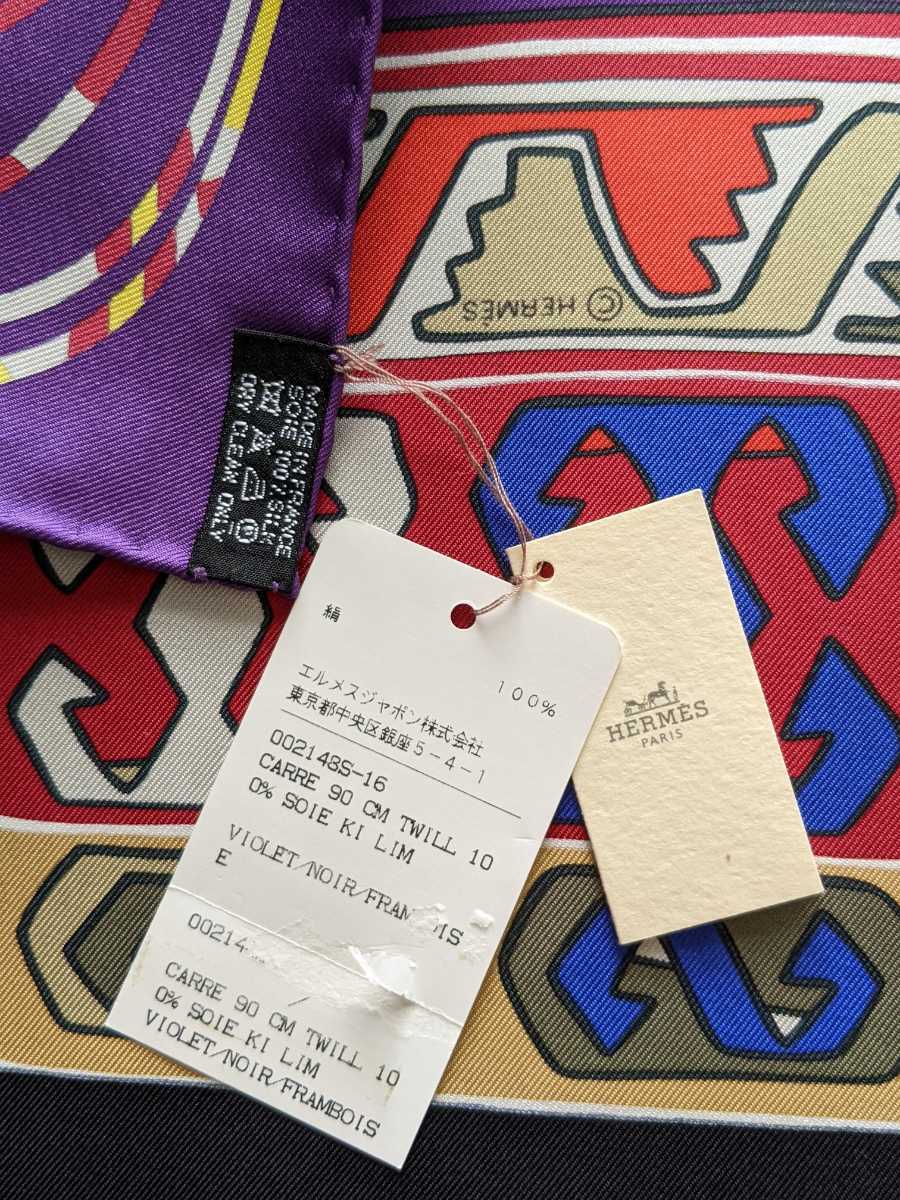 © HERMÈS
MADE IN FRANCE
SOIE 100% SILK
DRY CLEAN ONLY
絹
100%
エルメスジャポン株式会社
東京都中央区銀座5-4-1
002148S-16
CARRE 90 CM TWILL 10
0% SOIE KI LIM
VIOLET/NOIR/FRAMBOIS
E
00214
CARRE 90 CM TWILL 10
0% SOIE KI LIM
VIOLET/NOIR/FRAMBOIS
HERMÈS
PARIS